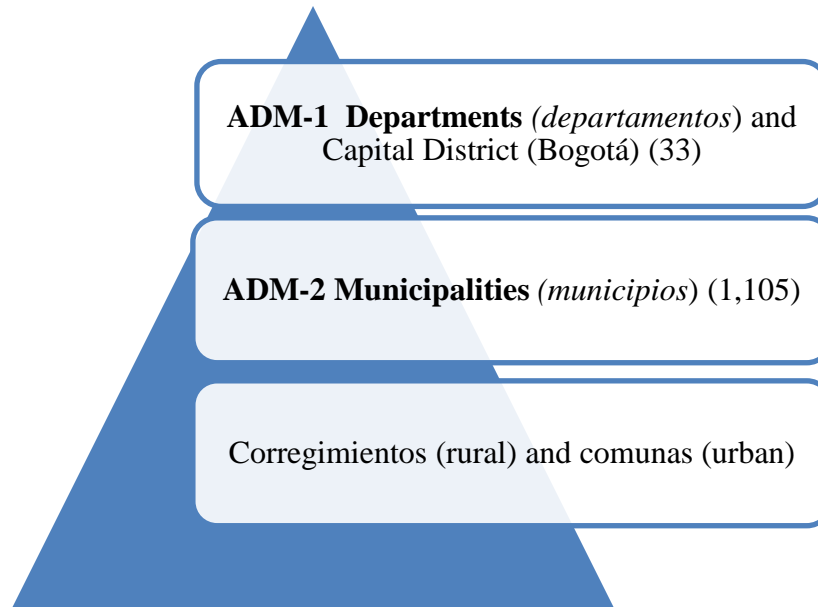 ADM-1 Departments (departamentos) and
Capital District (Bogotá) (33)
ADM-2 Municipalities (municipios) (1,105)
Corregimientos (rural) and comunas (urban)